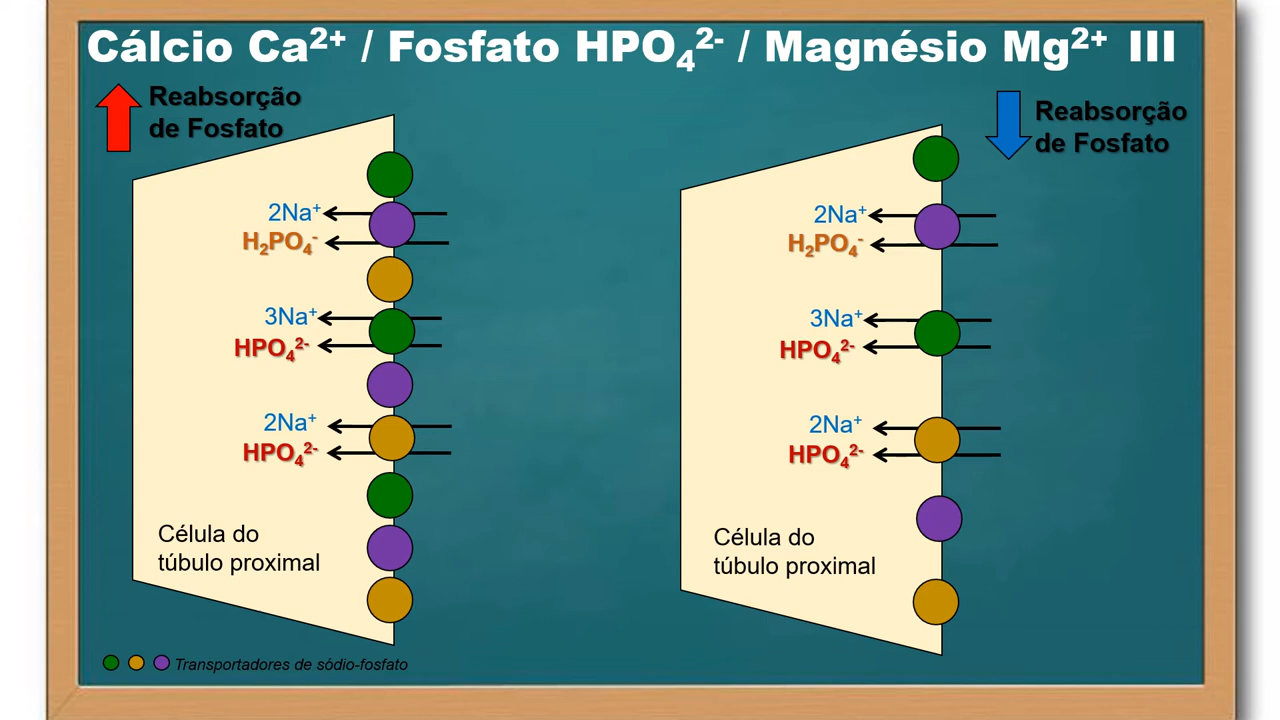 Cálcio Ca²⁺ / Fosfato HPO₄²⁻ / Magnésio Mg²⁺ III
Reabsorção
de Fosfato
2Na⁺
H₂PO₄⁻
3Na⁺
HPO₄²⁻
2Na⁺
HPO₄²⁻
Célula do
túbulo proximal
Reabsorção
de Fosfato
2Na⁺
H₂PO₄⁻
3Na⁺
HPO₄²⁻
2Na⁺
HPO₄²⁻
Célula do
túbulo proximal
Transportadores de sódio-fosfato